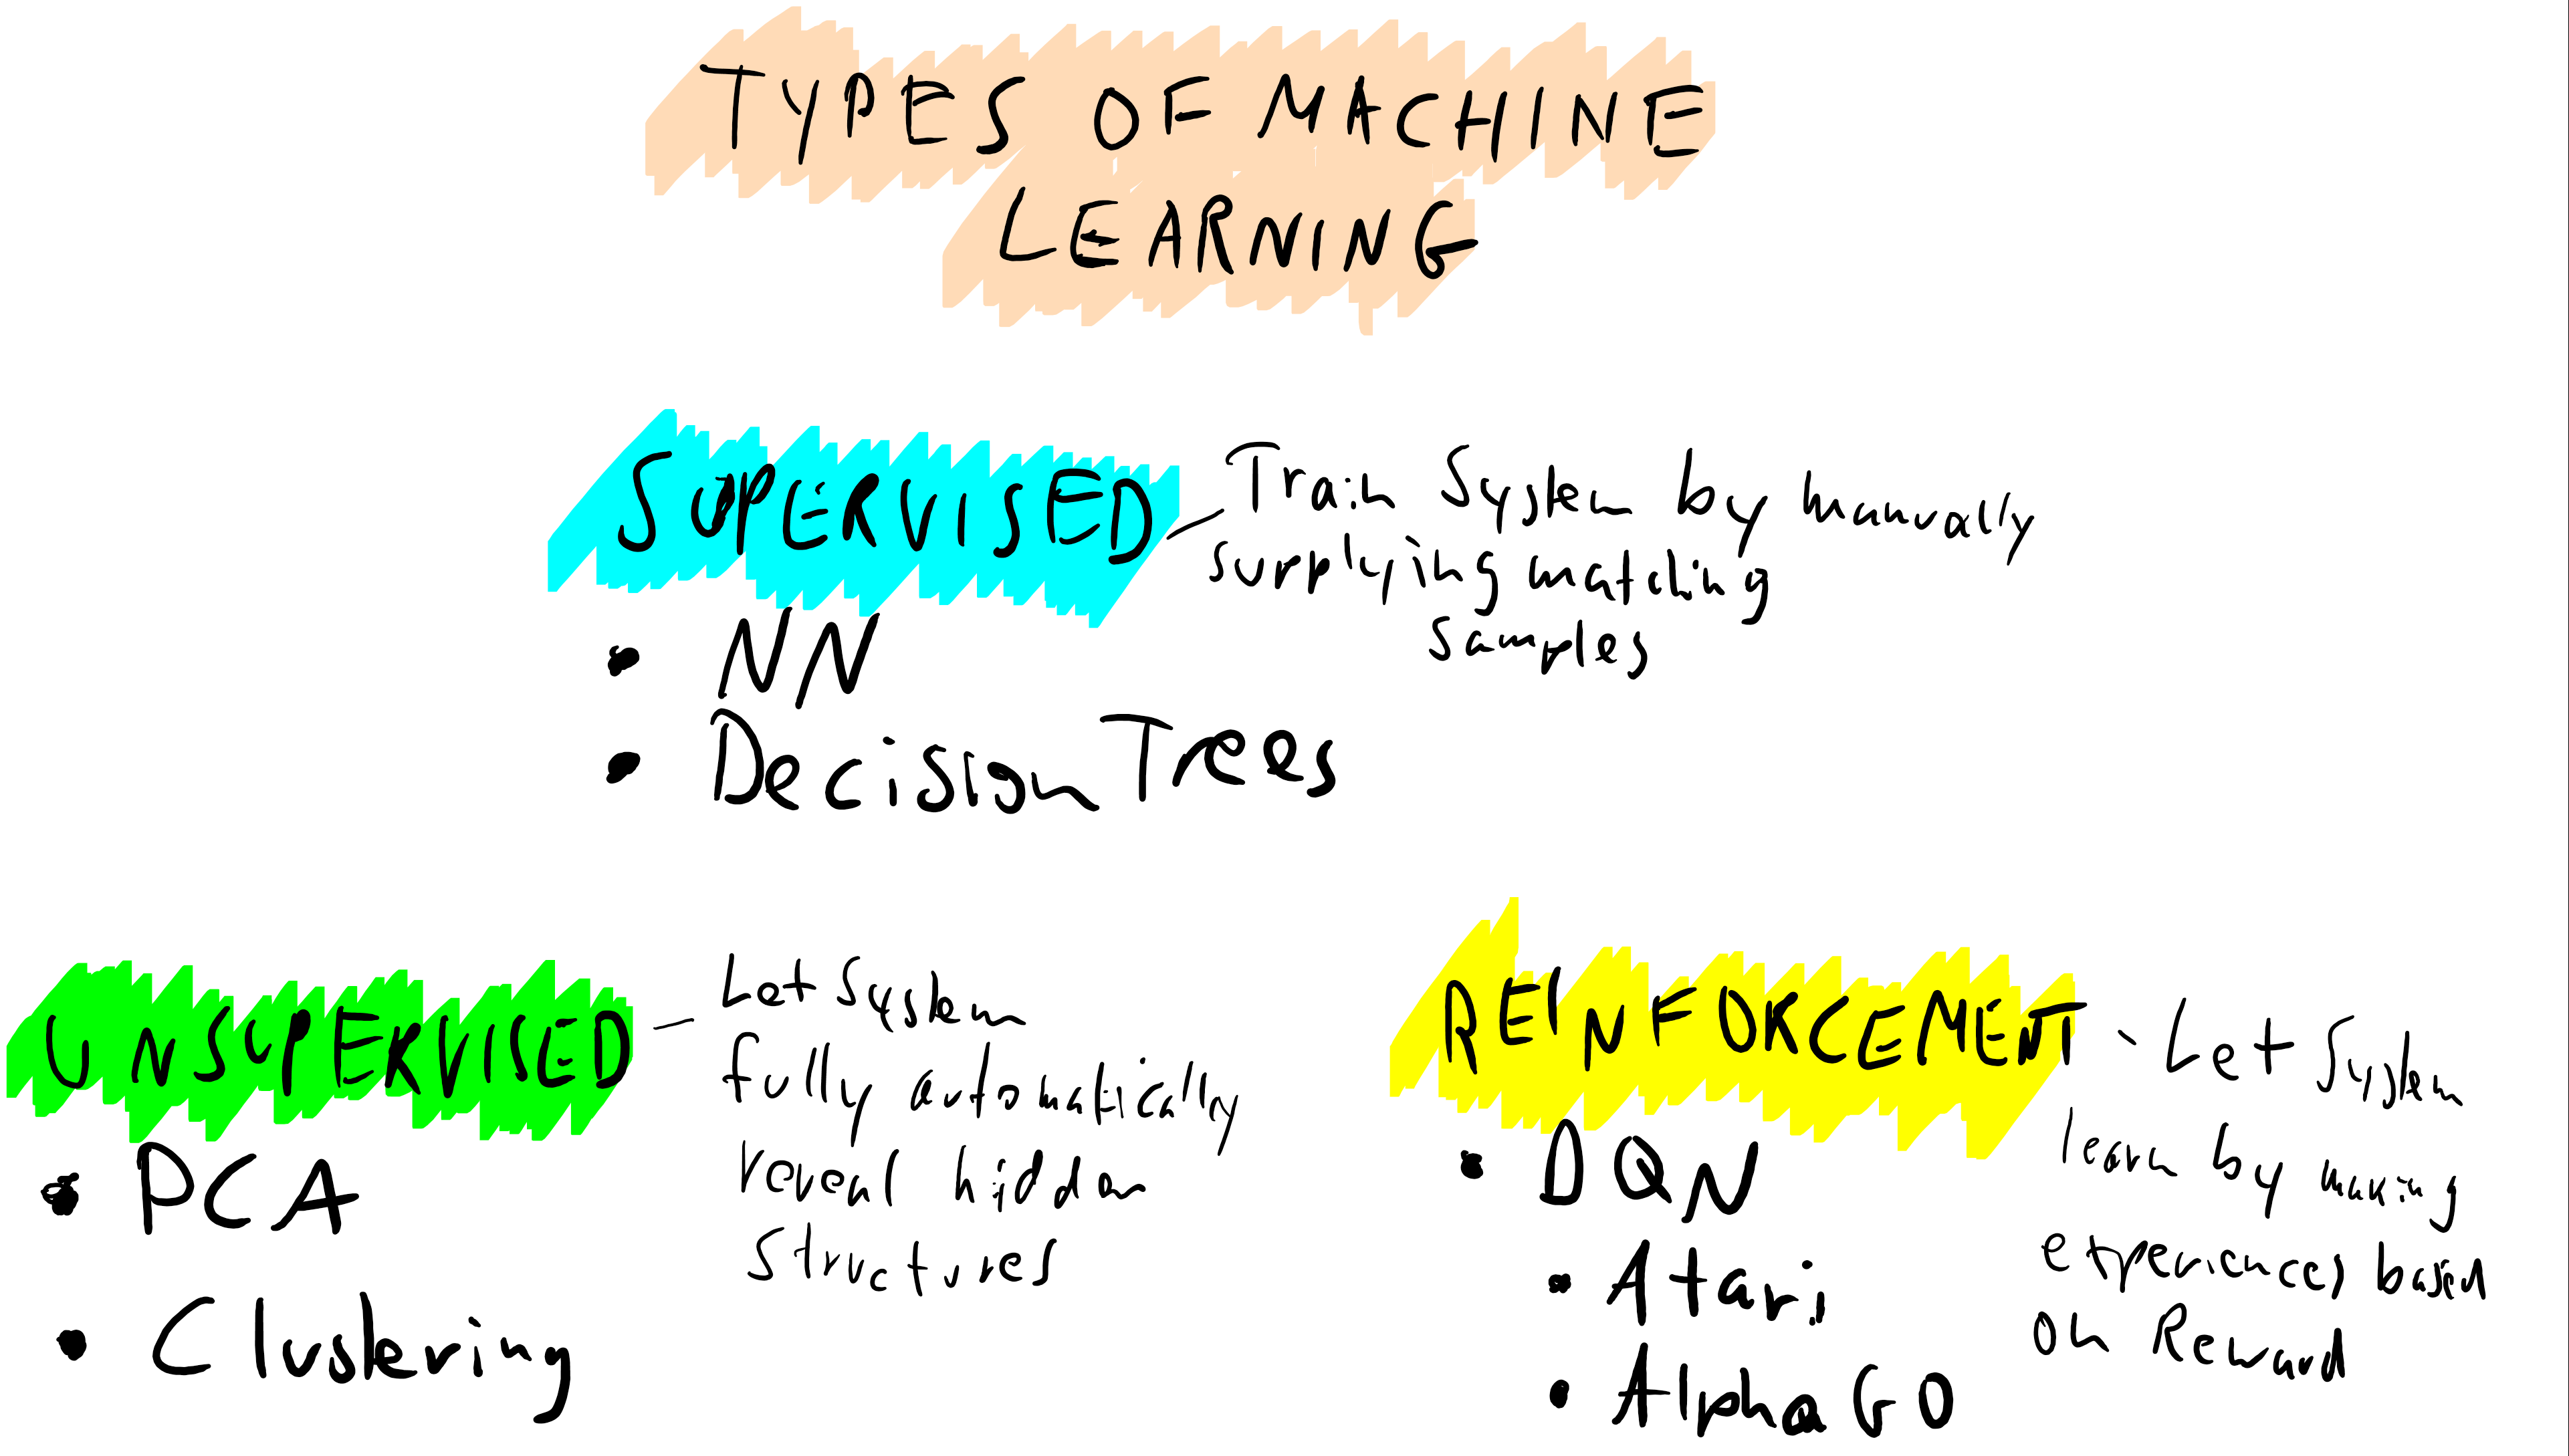 TYPES OF MACHINE
LEARNING
SUPERVISED - Train System by manually
supplying matching
samples
• NN
• Decision Trees
UNSUPERVISED - Let System
fully automatically
reveal hidden
structures
• PCA
• Clustering
REINFORCEMENT - Let System
learn by making
experiences based
on Reward
• DQN
• Atari
• AlphaGO